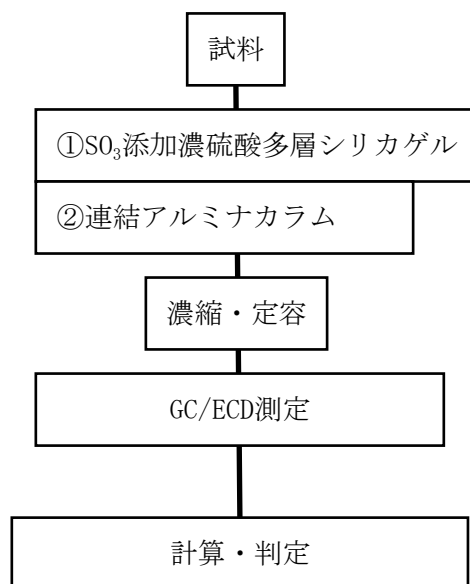 試料
①SO₃添加濃硫酸多層シリカゲル
②連結アルミナカラム
濃縮・定容
GC/ECD測定
計算・判定